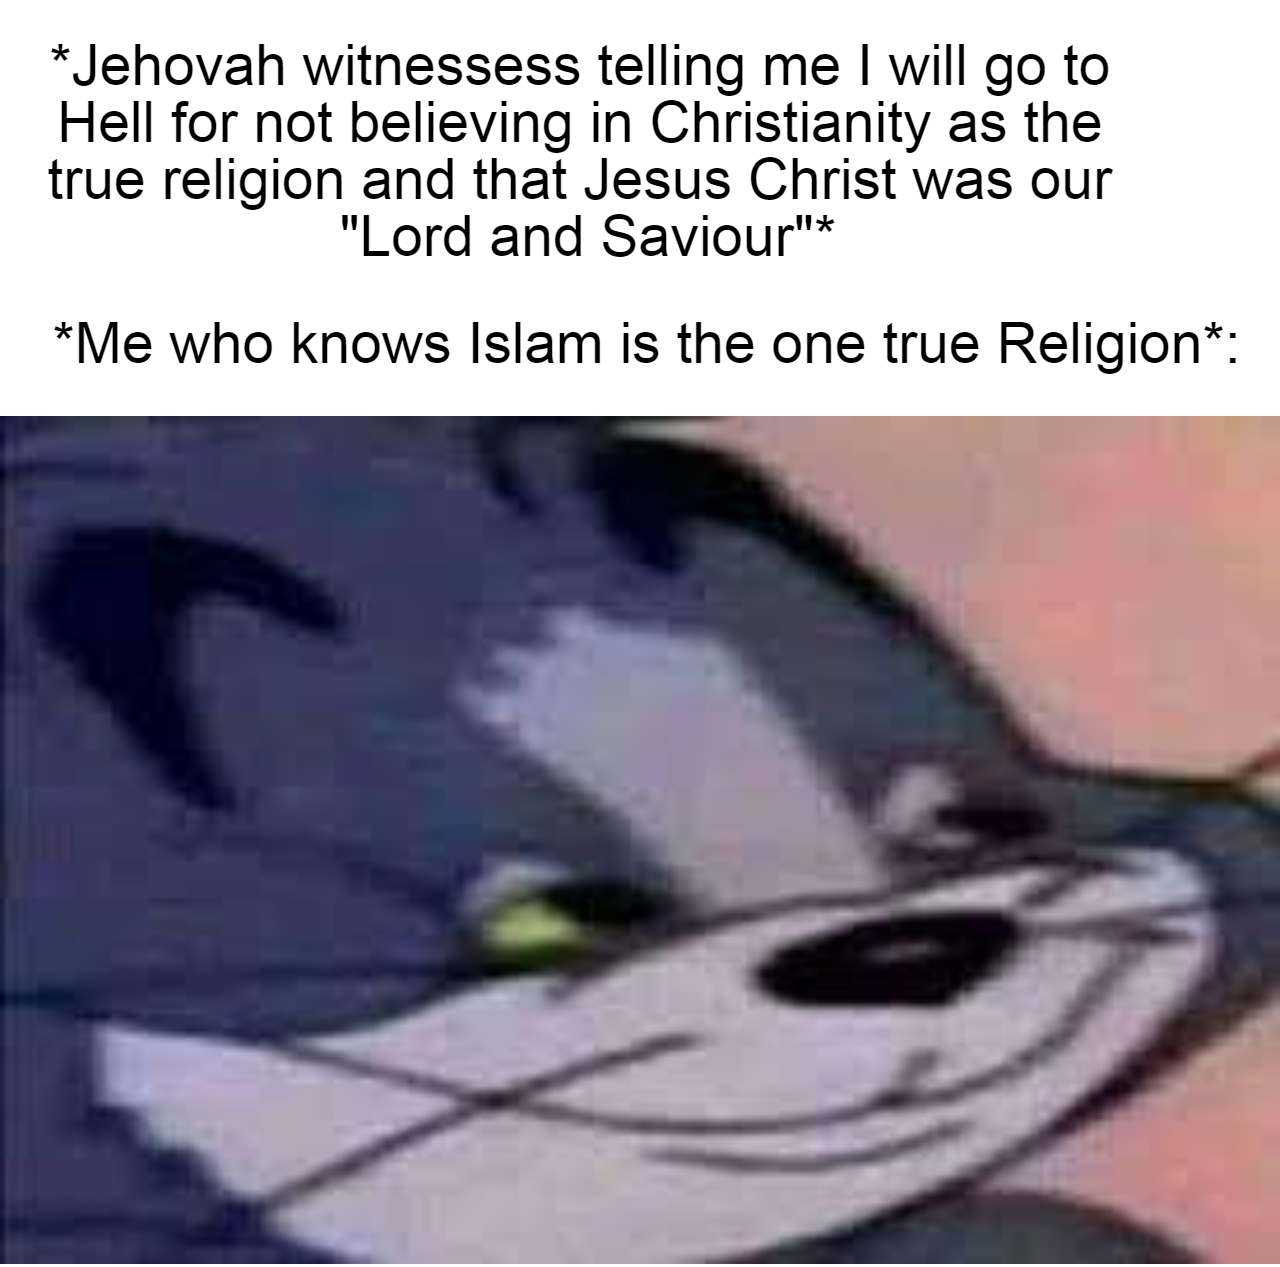 *Jehovah witnessess telling me I will go to
Hell for not believing in Christianity as the
true religion and that Jesus Christ was our
"Lord and Saviour"*
*Me who knows Islam is the one true Religion*: